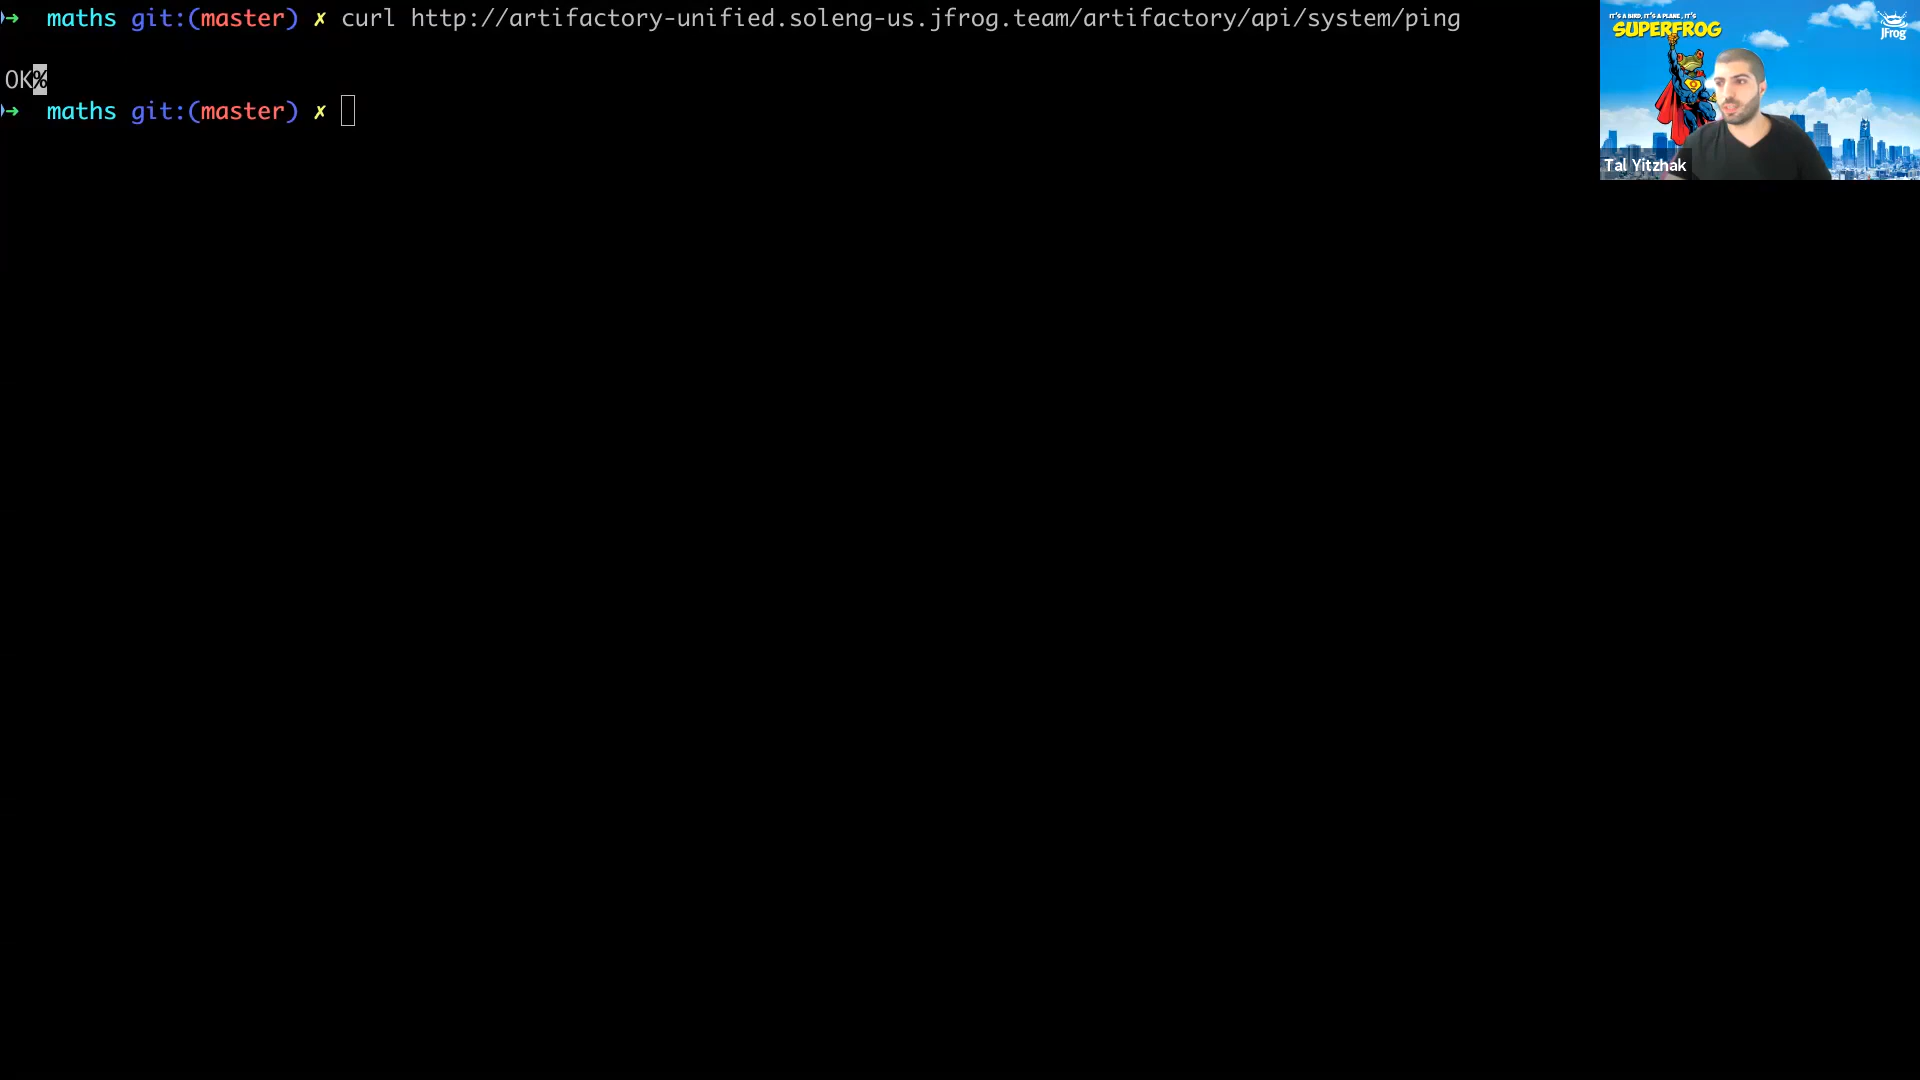 ➜ maths git:(master) ✗ curl http://artifactory-unified.soleng-us.jfrog.team/artifactory/api/system/ping
OK%
➜ maths git:(master) ✗
IT'S A BIRD, IT'S A PLANE, IT'S
SUPERFROG
JFrog
Tal Yitzhak